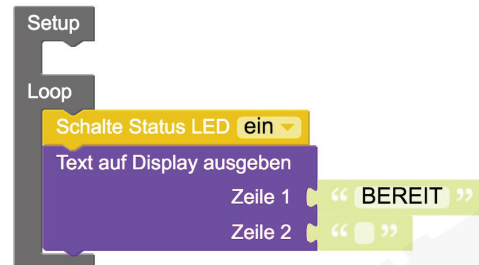 Setup
Loop
Schalte Status LED ein
Text auf Display ausgeben
Zeile 1 “ BEREIT ”
Zeile 2 “ ”